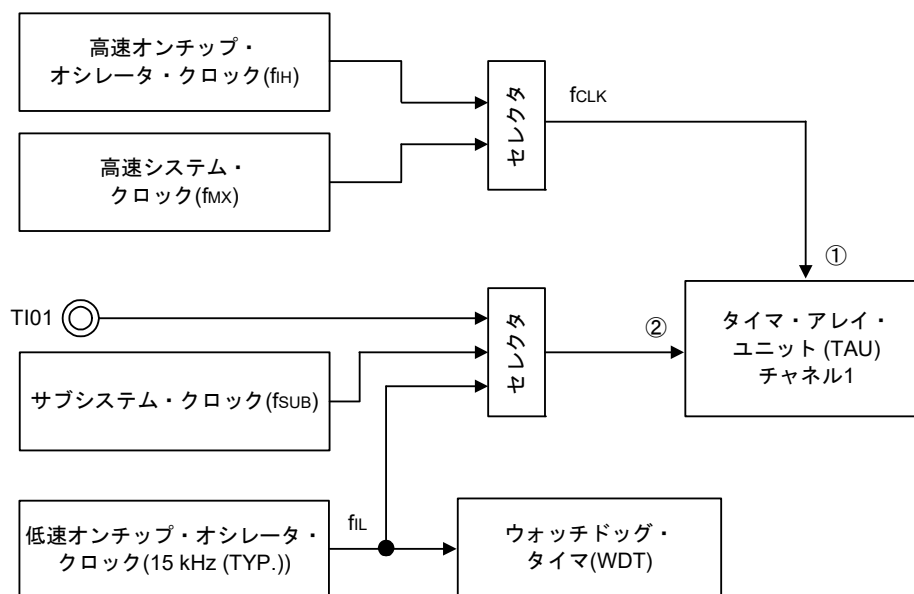 高速オンチップ・
オシレータ・クロック(fIH)
セレクタ
fCLK
高速システム・
クロック(fMX)
①
TI01
セレクタ
②
タイマ・アレイ・
ユニット (TAU)
チャネル1
サブシステム・クロック(fSUB)
低速オンチップ・オシレータ・
クロック(15 kHz (TYP.))
fIL
ウォッチドッグ・
タイマ(WDT)